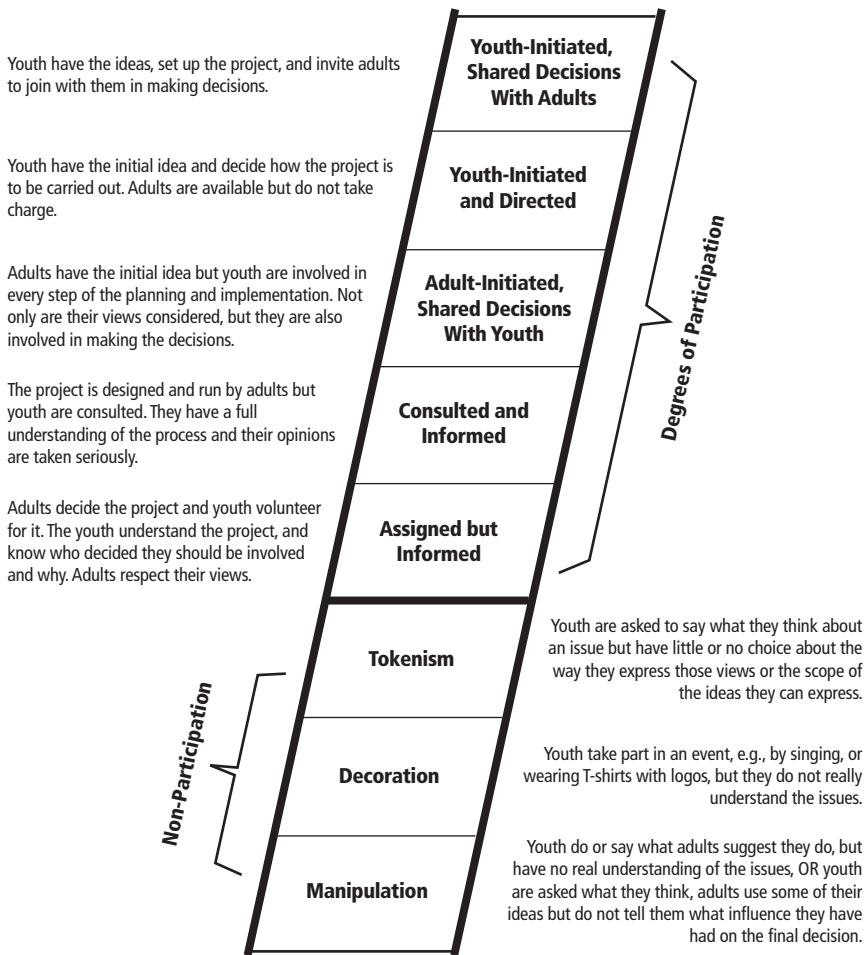 Youth have the ideas, set up the project, and invite adults
to join with them in making decisions.
Youth-Initiated,
Shared Decisions
With Adults
Youth have the initial idea and decide how the project is
to be carried out. Adults are available but do not take
charge.
Youth-Initiated
and Directed
Adults have the initial idea but youth are involved in
every step of the planning and implementation. Not
only are their views considered, but they are also
involved in making the decisions.
Adult-Initiated,
Shared Decisions
With Youth
Degrees of Participation
The project is designed and run by adults but
youth are consulted. They have a full
understanding of the process and their opinions
are taken seriously.
Consulted and
Informed
Adults decide the project and youth volunteer
for it. The youth understand the project, and
know who decided they should be involved
and why. Adults respect their views.
Assigned but
Informed
Tokenism
Youth are asked to say what they think about
an issue but have little or no choice about the
way they express those views or the scope of
the ideas they can express.
Non-Participation
Decoration
Youth take part in an event, e.g., by singing, or
wearing T-shirts with logos, but they do not really
understand the issues.
Manipulation
Youth do or say what adults suggest they do, but
have no real understanding of the issues, OR youth
are asked what they think, adults use some of their
ideas but do not tell them what influence they have
had on the final decision.